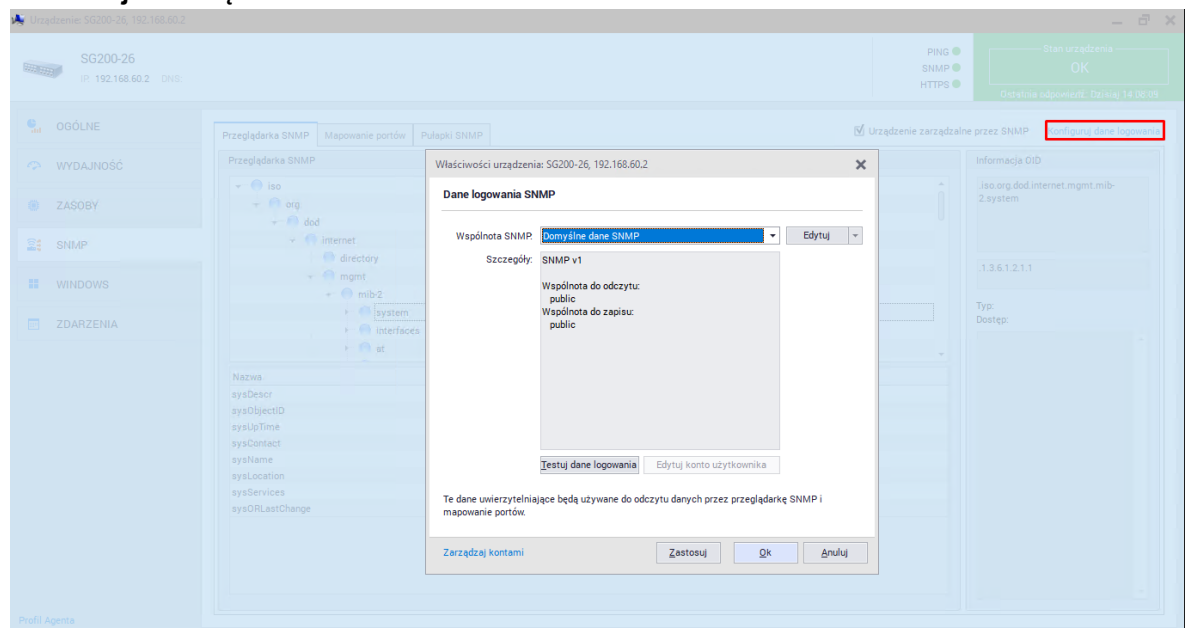 Urządzenie: SG200-26, 192.168.60.2
SG200-26
IP: 192.168.60.2 DNS:
PING
SNMP
HTTPS
Stan urządzenia
OK
Ostatnia odpowiedź: Dzisiaj 14:08:09
OGÓLNE
WYDAJNOŚĆ
ZASOBY
SNMP
WINDOWS
ZDARZENIA
Profil Agenta
Przeglądarka SNMP
Mapowanie portów
Pułapki SNMP
Urządzenie zarządzalne przez SNMP
Konfiguruj dane logowania
Przeglądarka SNMP
iso
org
dod
internet
directory
mgmt
mib-2
system
interfaces
at
Nazwa
sysDescr
sysObjectID
sysUpTime
sysContact
sysName
sysLocation
sysServices
sysORLastChange
Informacja OID
.iso.org.dod.internet.mgmt.mib-
2.system
.1.3.6.1.2.1.1
Typ:
Dostęp:
Właściwości urządzenia: SG200-26, 192.168.60.2
Dane logowania SNMP
Wspólnota SNMP: Domyślne dane SNMP
Edytuj
Szczegóły:
SNMP v1
Wspólnota do odczytu:
public
Wspólnota do zapisu:
public
Testuj dane logowania
Edytuj konto użytkownika
Te dane uwierzytelniające będą używane do odczytu danych przez przeglądarkę SNMP i
mapowanie portów.
Zarządzaj kontami
Zastosuj
Ok
Anuluj